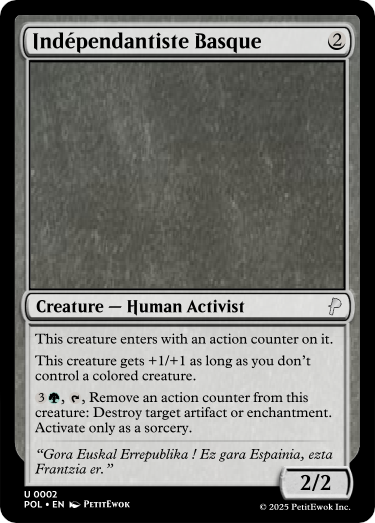 Indépendantiste Basque 2
Creature — Human Activist
This creature enters with an action counter on it.
This creature gets +1/+1 as long as you don't
control a colored creature.
3 , , Remove an action counter from this
creature: Destroy target artifact or enchantment.
Activate only as a sorcery.
“Gora Euskal Errepublika ! Ez gara Espainia, ezta
Frantzia er.”
2/2
U 0002
POL • EN PetitEwok
© 2025 PetitEwok Inc.